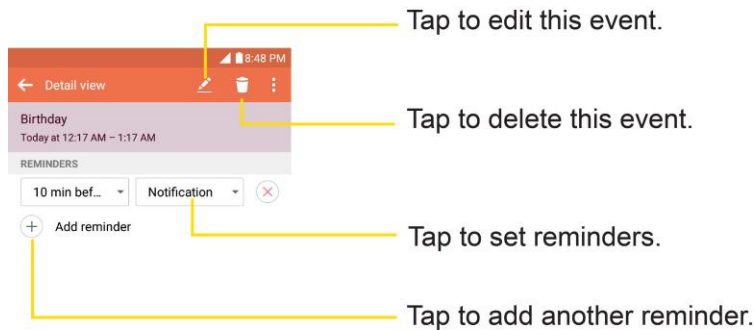 Tap to edit this event.
8:48 PM
Detail view
Birthday
Today at 12:17 AM – 1:17 AM
Tap to delete this event.
REMINDERS
10 min bef... Notification
Add reminder
Tap to set reminders.
Tap to add another reminder.